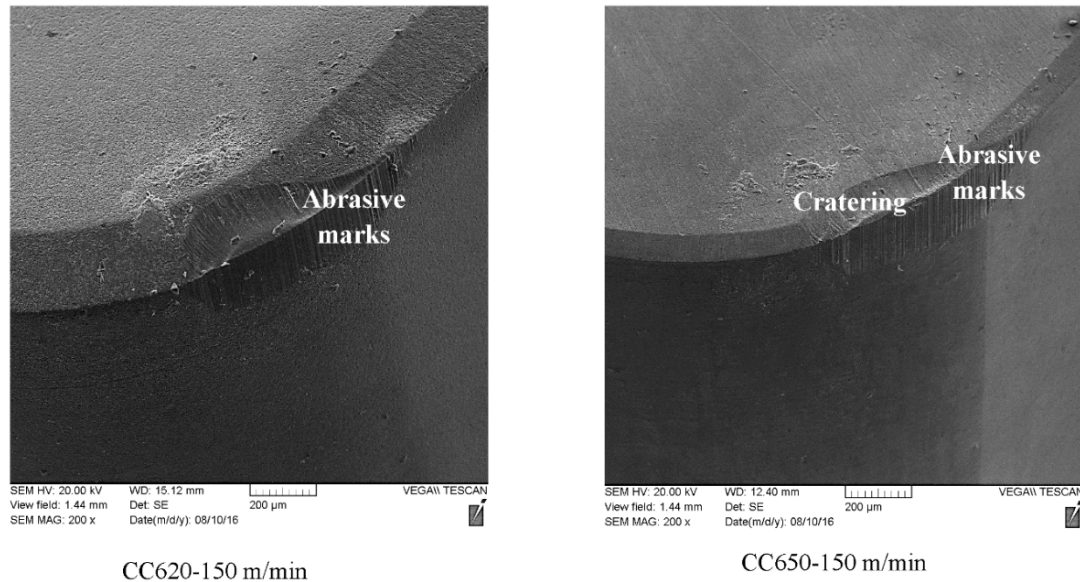 Abrasive
marks
SEM HV: 20.00 kV WD: 15.12 mm VEGA\\ TESCAN
View field: 1.44 mm Det: SE 200 µm
SEM MAG: 200 x Date(m/d/y): 08/10/16
CC620-150 m/min
Abrasive
marks
Cratering
SEM HV: 20.00 kV WD: 12.40 mm VEGA\\ TESCAN
View field: 1.44 mm Det: SE 200 µm
SEM MAG: 200 x Date(m/d/y): 08/10/16
CC650-150 m/min